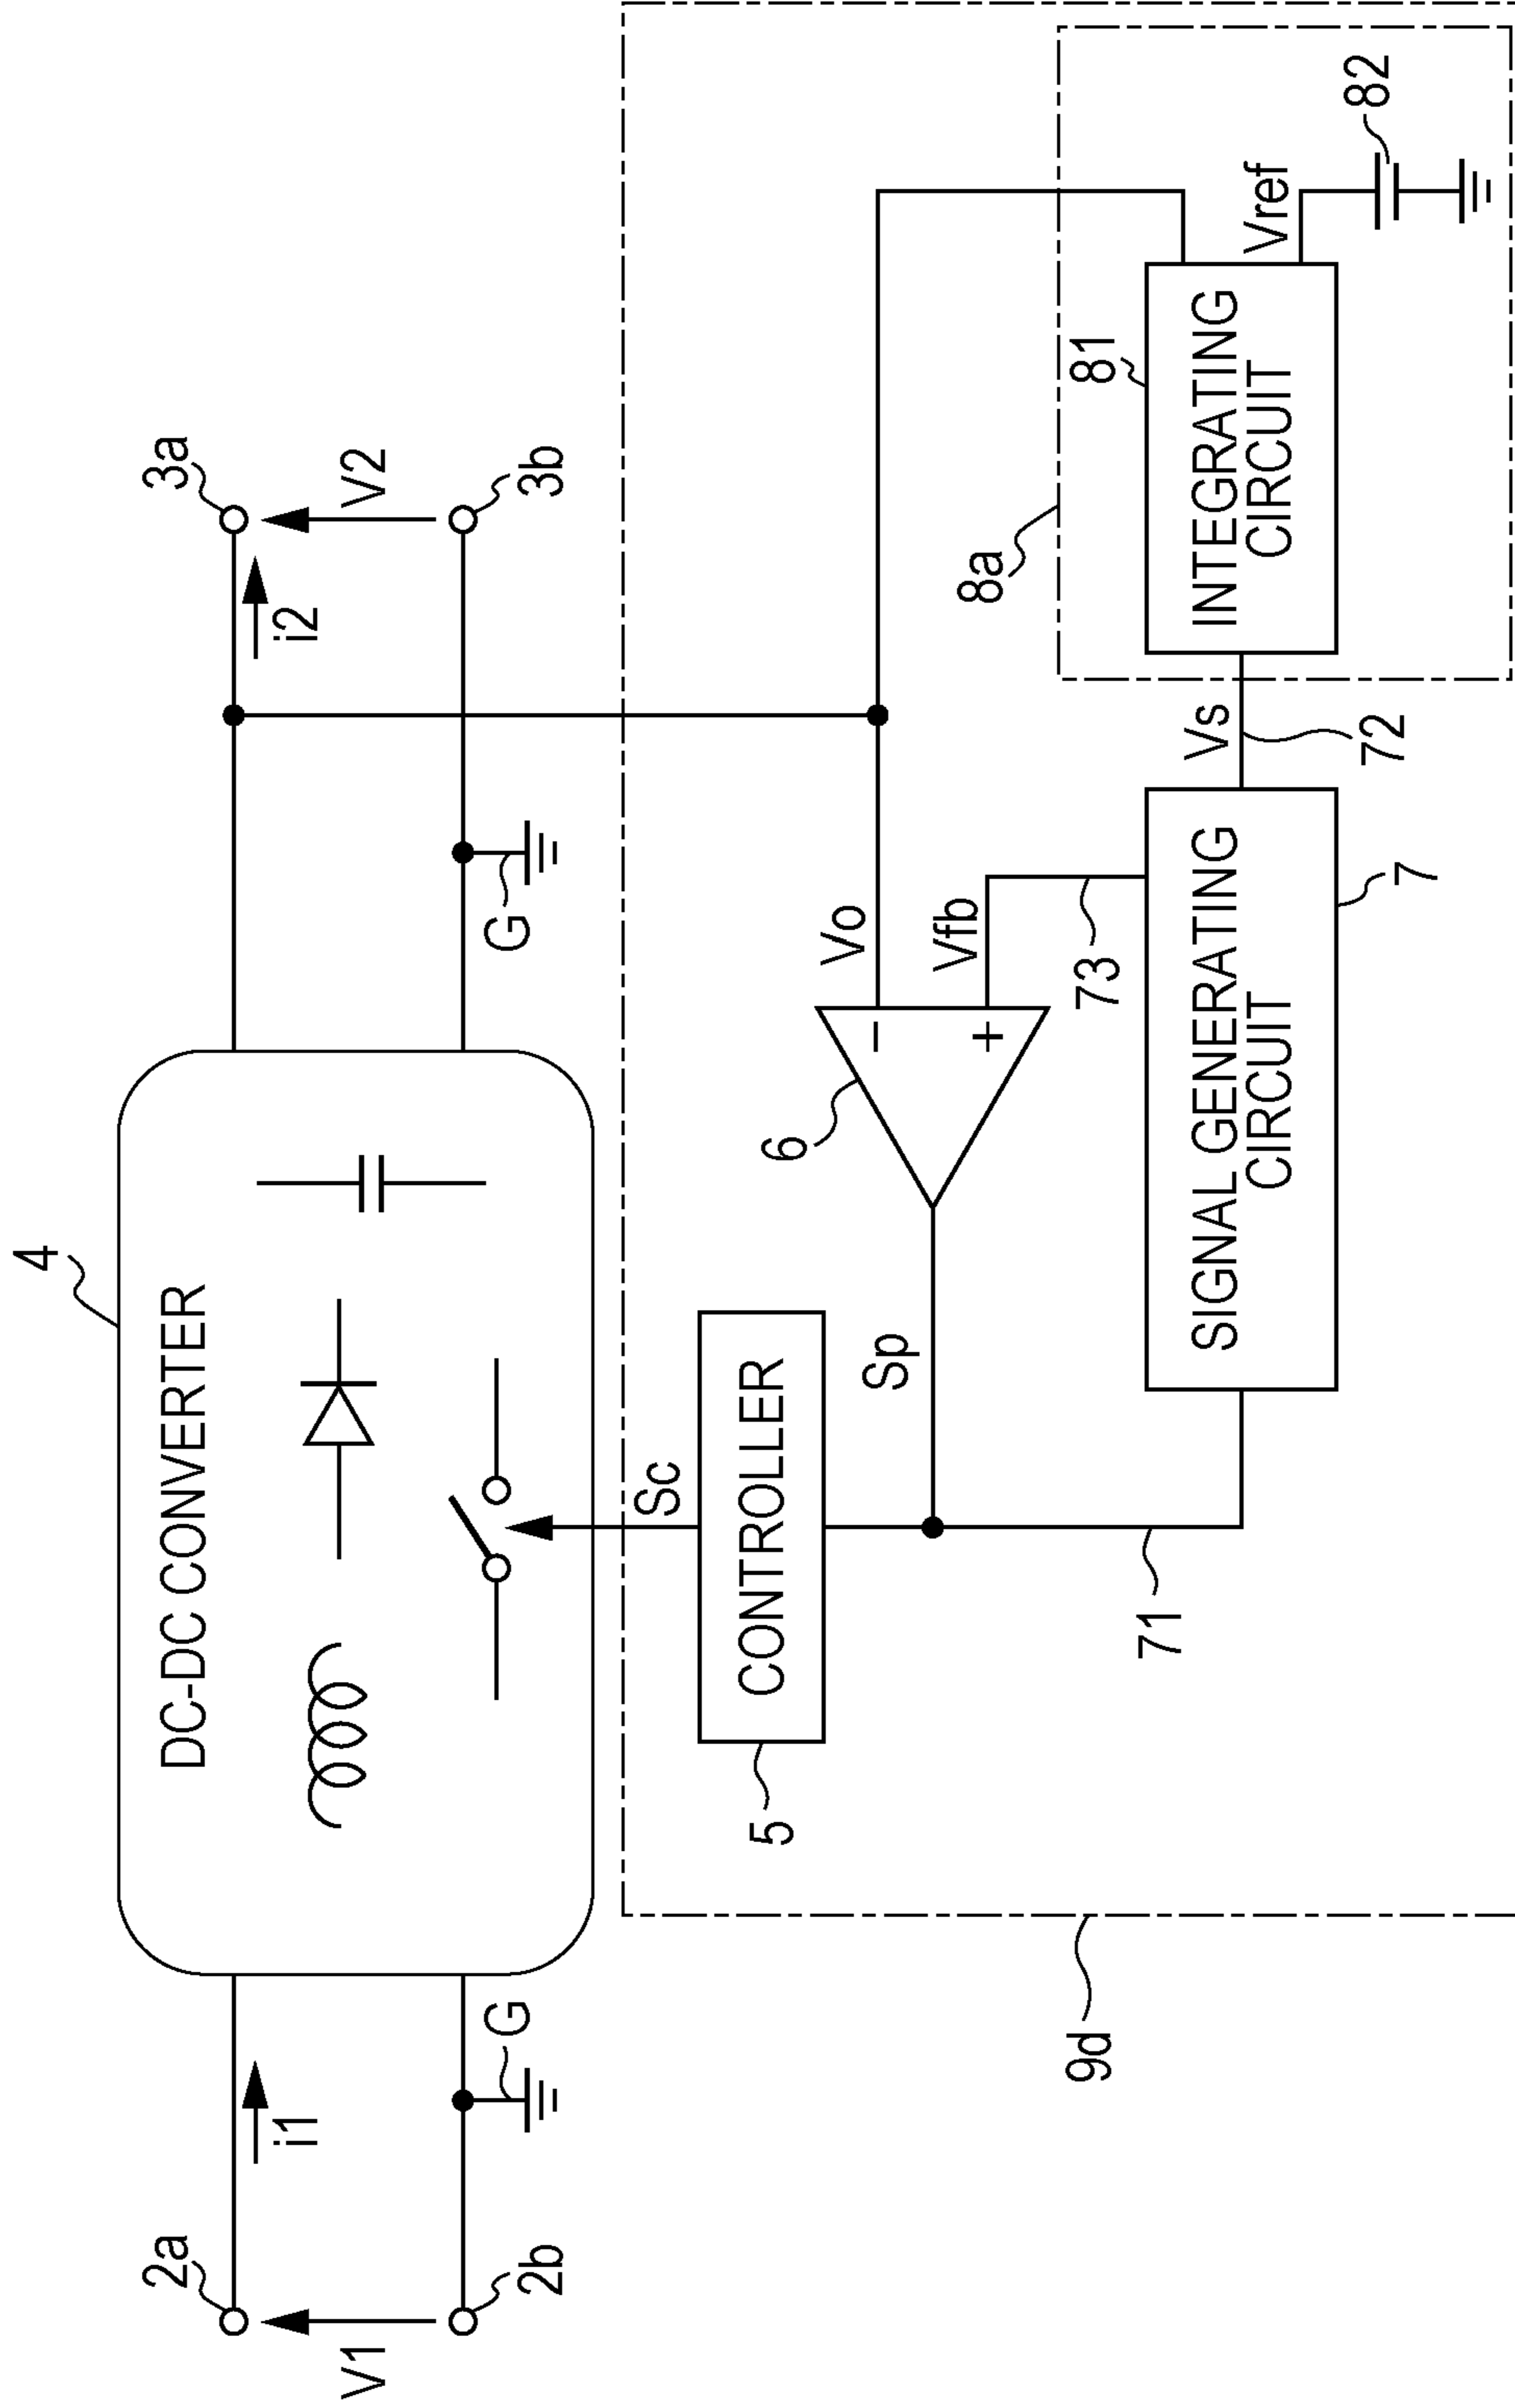 4
DC-DC CONVERTER
2a
i1
V1
2b
G
G
3a
i2
V2
3b
Sc
5
CONTROLLER
Sp
6
Vo
−
+
Vfb
73
71
SIGNAL GENERATING
CIRCUIT
7
Vs
72
8a
81
INTEGRATING
CIRCUIT
Vref
82
9d